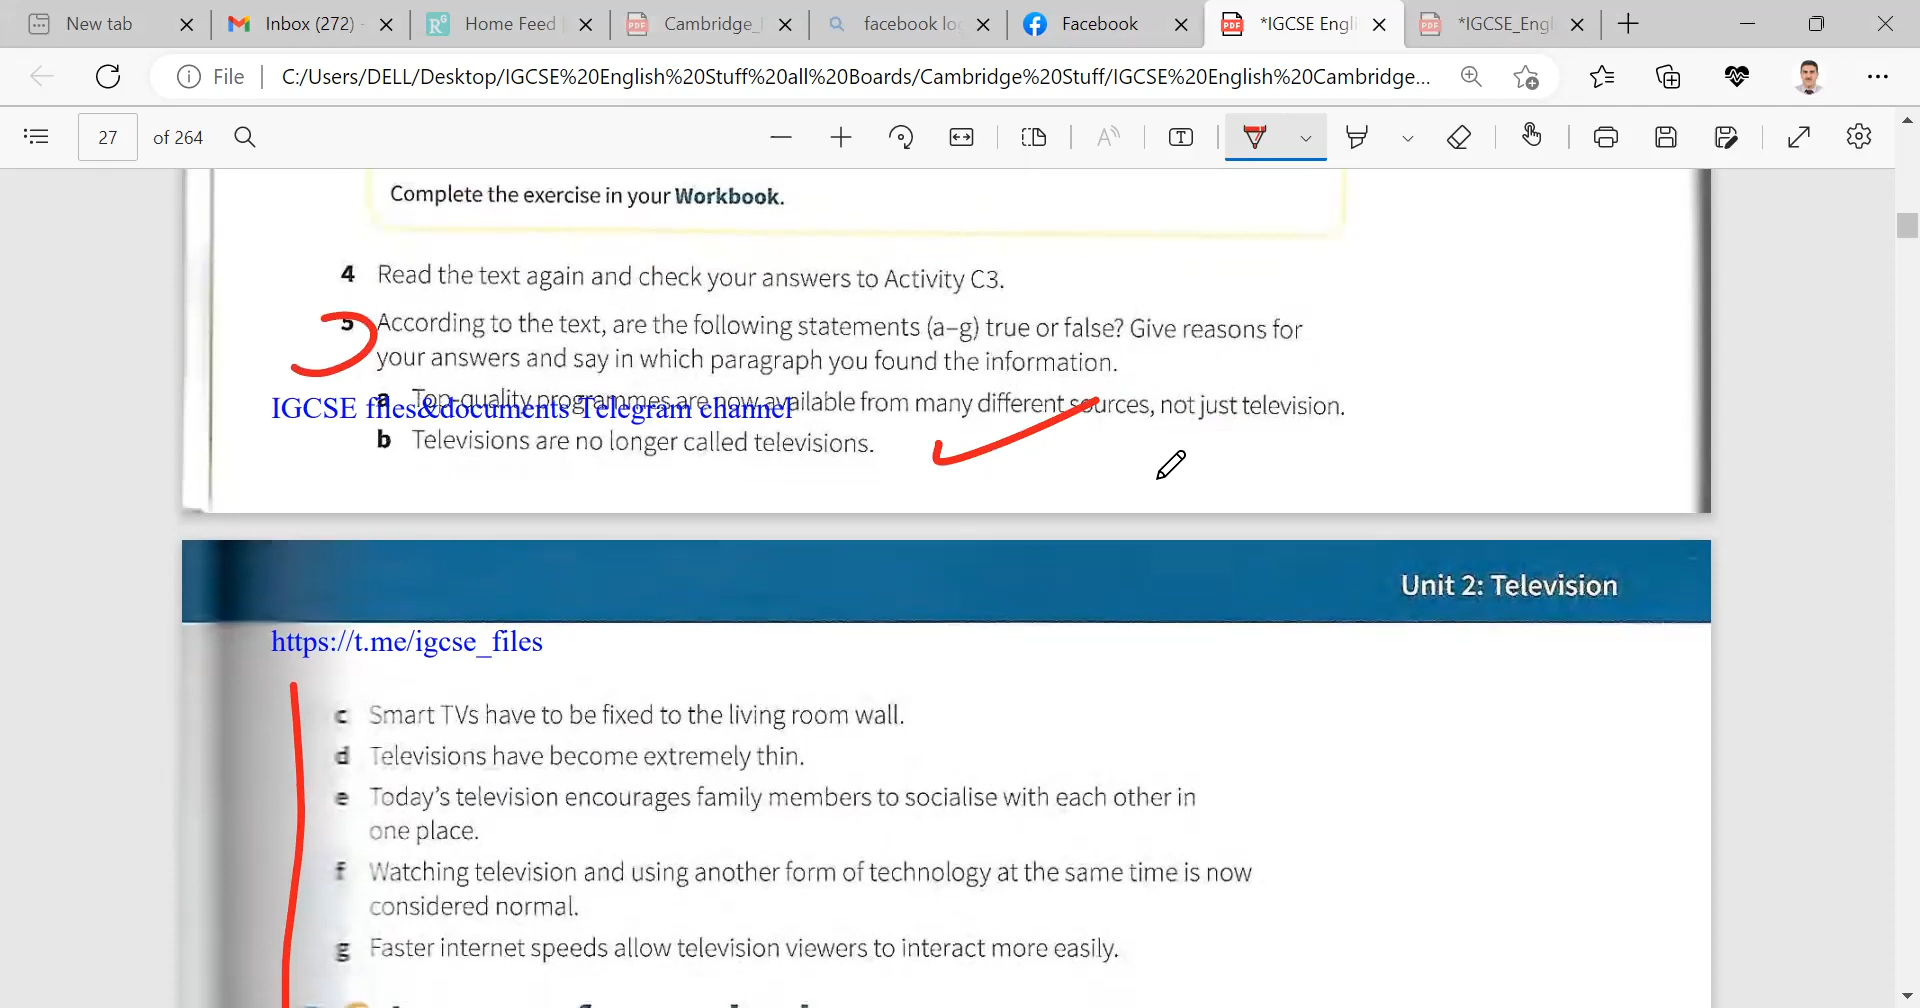 New tab
Inbox (272)
Home Feed
Cambridge_
facebook lo
Facebook
*IGCSE Engli
*IGCSE_Engl
File
C:/Users/DELL/Desktop/IGCSE%20English%20Stuff%20all%20Boards/Cambridge%20Stuff/IGCSE%20English%20Cambridge...
27 of 264
Complete the exercise in your Workbook.
4 Read the text again and check your answers to Activity C3.
5 According to the text, are the following statements (a–g) true or false? Give reasons for
your answers and say in which paragraph you found the information.
a Top-quality programmes are now available from many different sources, not just television.
IGCSE files&documents Telegram channel
b Televisions are no longer called televisions.
Unit 2: Television
https://t.me/igcse_files
c Smart TVs have to be fixed to the living room wall.
d Televisions have become extremely thin.
e Today's television encourages family members to socialise with each other in
one place.
f Watching television and using another form of technology at the same time is now
considered normal.
g Faster internet speeds allow television viewers to interact more easily.